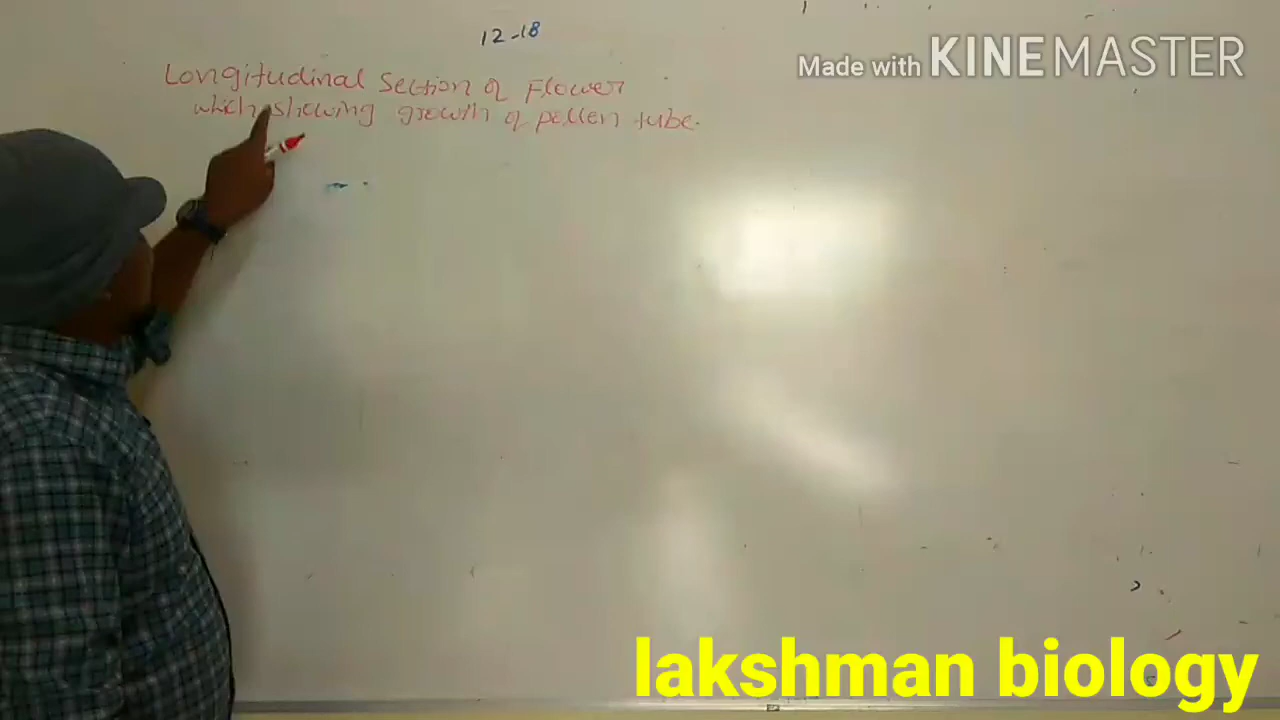 12-18
Made with KINEMASTER
Longitudinal Section of Flower
which showing growth of pollen tube.
lakshman biology